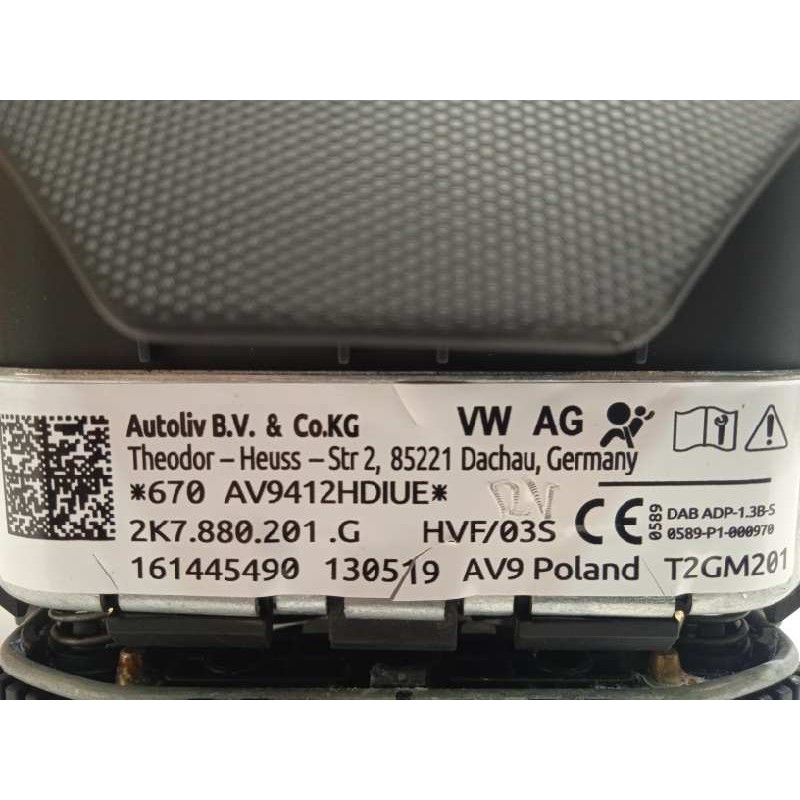 Autoliv B.V. & Co.KG VW AG
Theodor – Heuss – Str 2, 85221 Dachau, Germany
*670 AV9412HDIUE*
2K7.880.201 .G HVF/03S CE 0589 DAB ADP-1.3B-S
0589-P1-000970
161445490 130519 AV9 Poland T2GM201